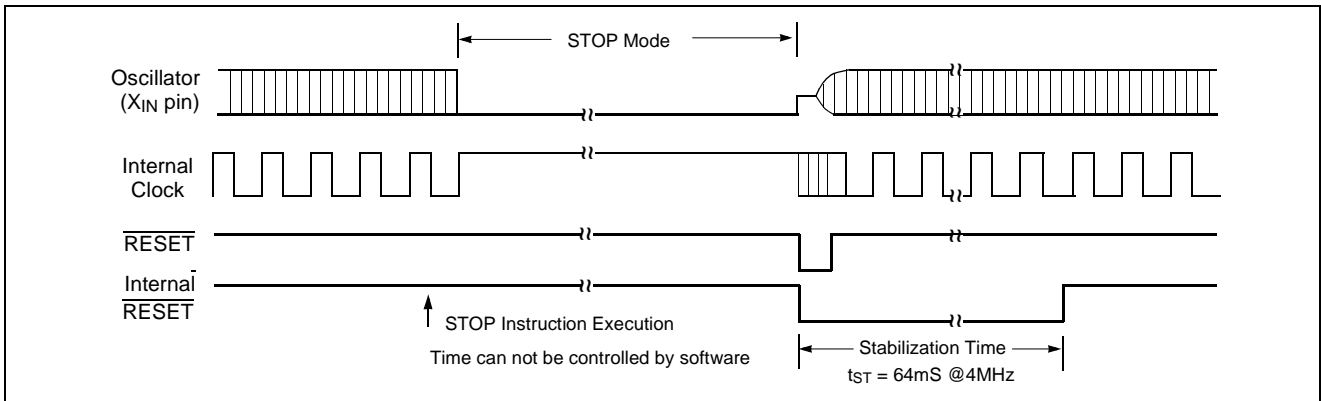 STOP Mode
Oscillator
(XIN pin)
Internal
Clock
RESET
Internal
RESET
STOP Instruction Execution
Time can not be controlled by software
Stabilization Time
tST = 64mS @4MHz